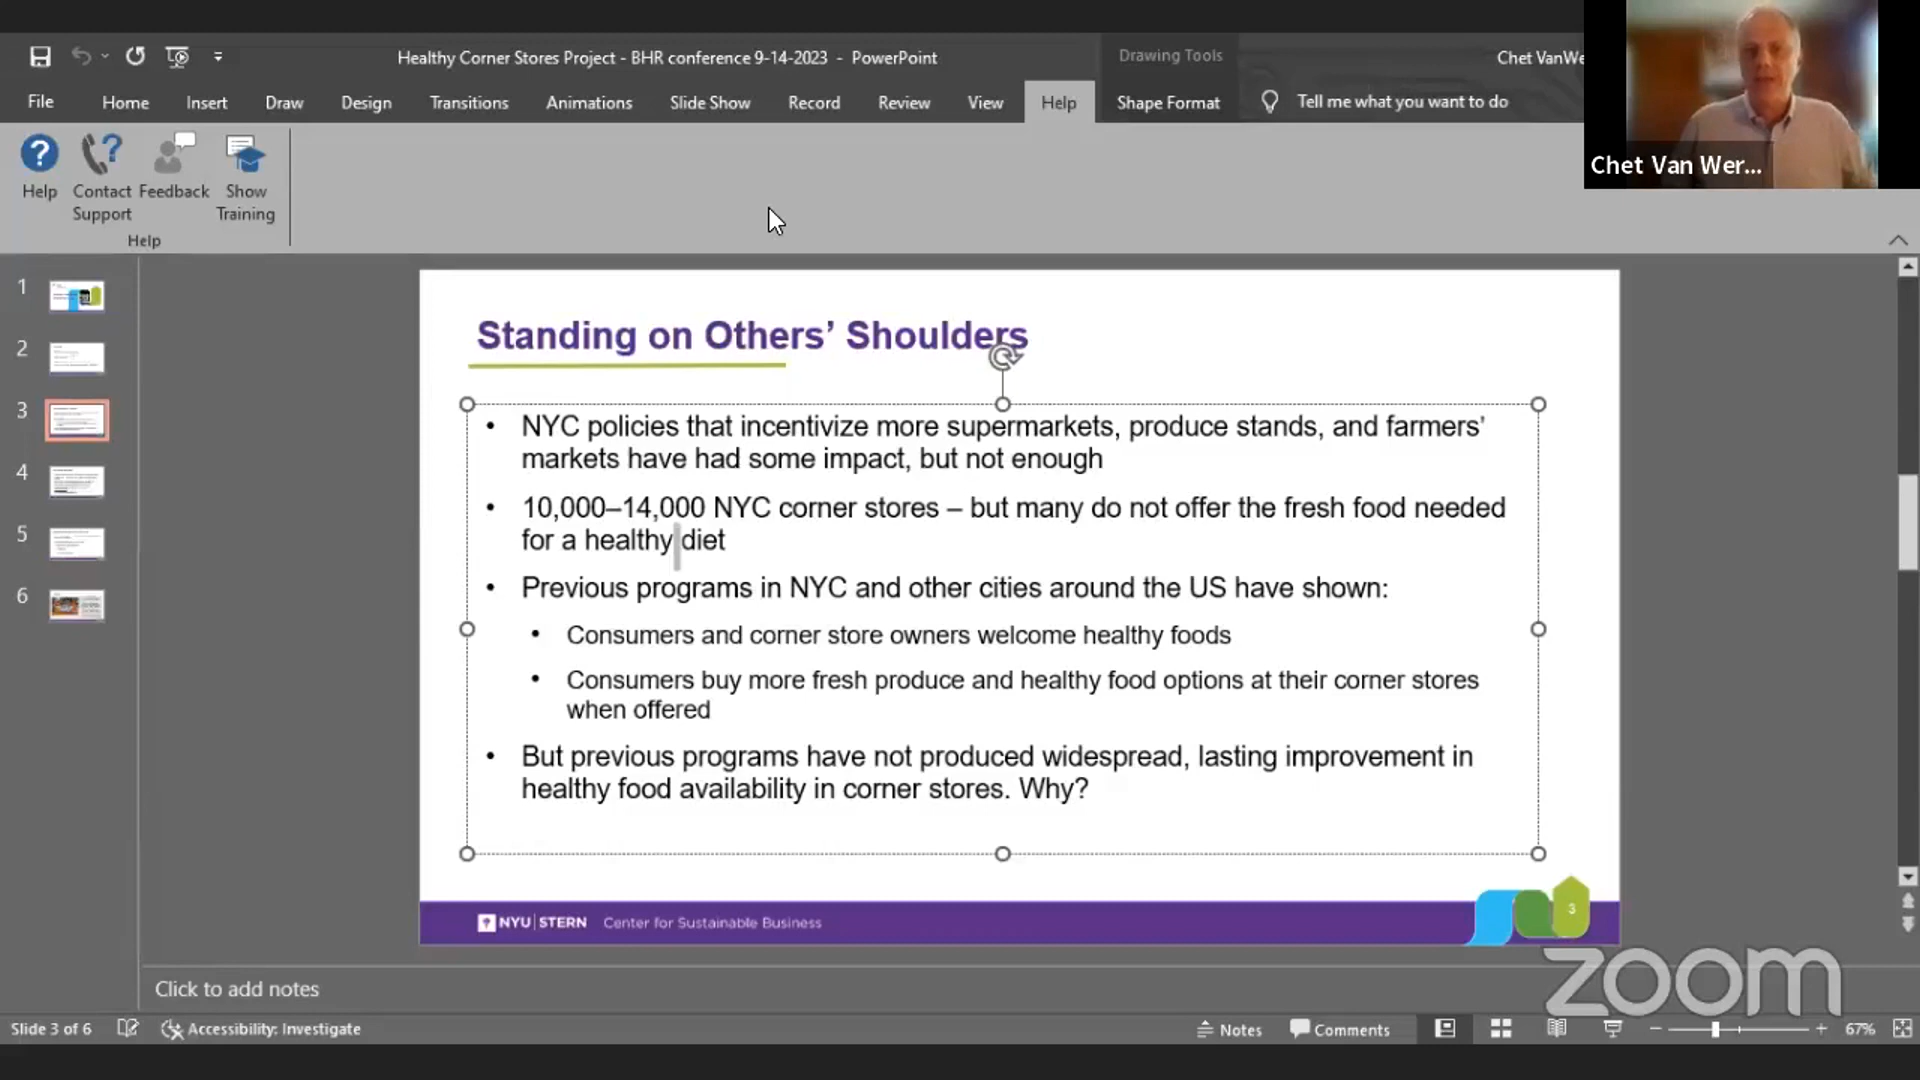 Healthy Corner Stores Project - BHR conference 9-14-2023 - PowerPoint
Drawing Tools
Chet VanWe
File
Home
Insert
Draw
Design
Transitions
Animations
Slide Show
Record
Review
View
Help
Shape Format
Tell me what you want to do
Chet Van Wer...
Help
Contact Support
Feedback
Show Training
Help
1
2
3
4
5
6
Standing on Others’ Shoulders
• NYC policies that incentivize more supermarkets, produce stands, and farmers’
markets have had some impact, but not enough
• 10,000–14,000 NYC corner stores – but many do not offer the fresh food needed
for a healthy diet
• Previous programs in NYC and other cities around the US have shown:
• Consumers and corner store owners welcome healthy foods
• Consumers buy more fresh produce and healthy food options at their corner stores
when offered
• But previous programs have not produced widespread, lasting improvement in
healthy food availability in corner stores. Why?
NYU STERN Center for Sustainable Business
3
Click to add notes
zoom
Slide 3 of 6
Accessibility: Investigate
Notes
Comments
67%